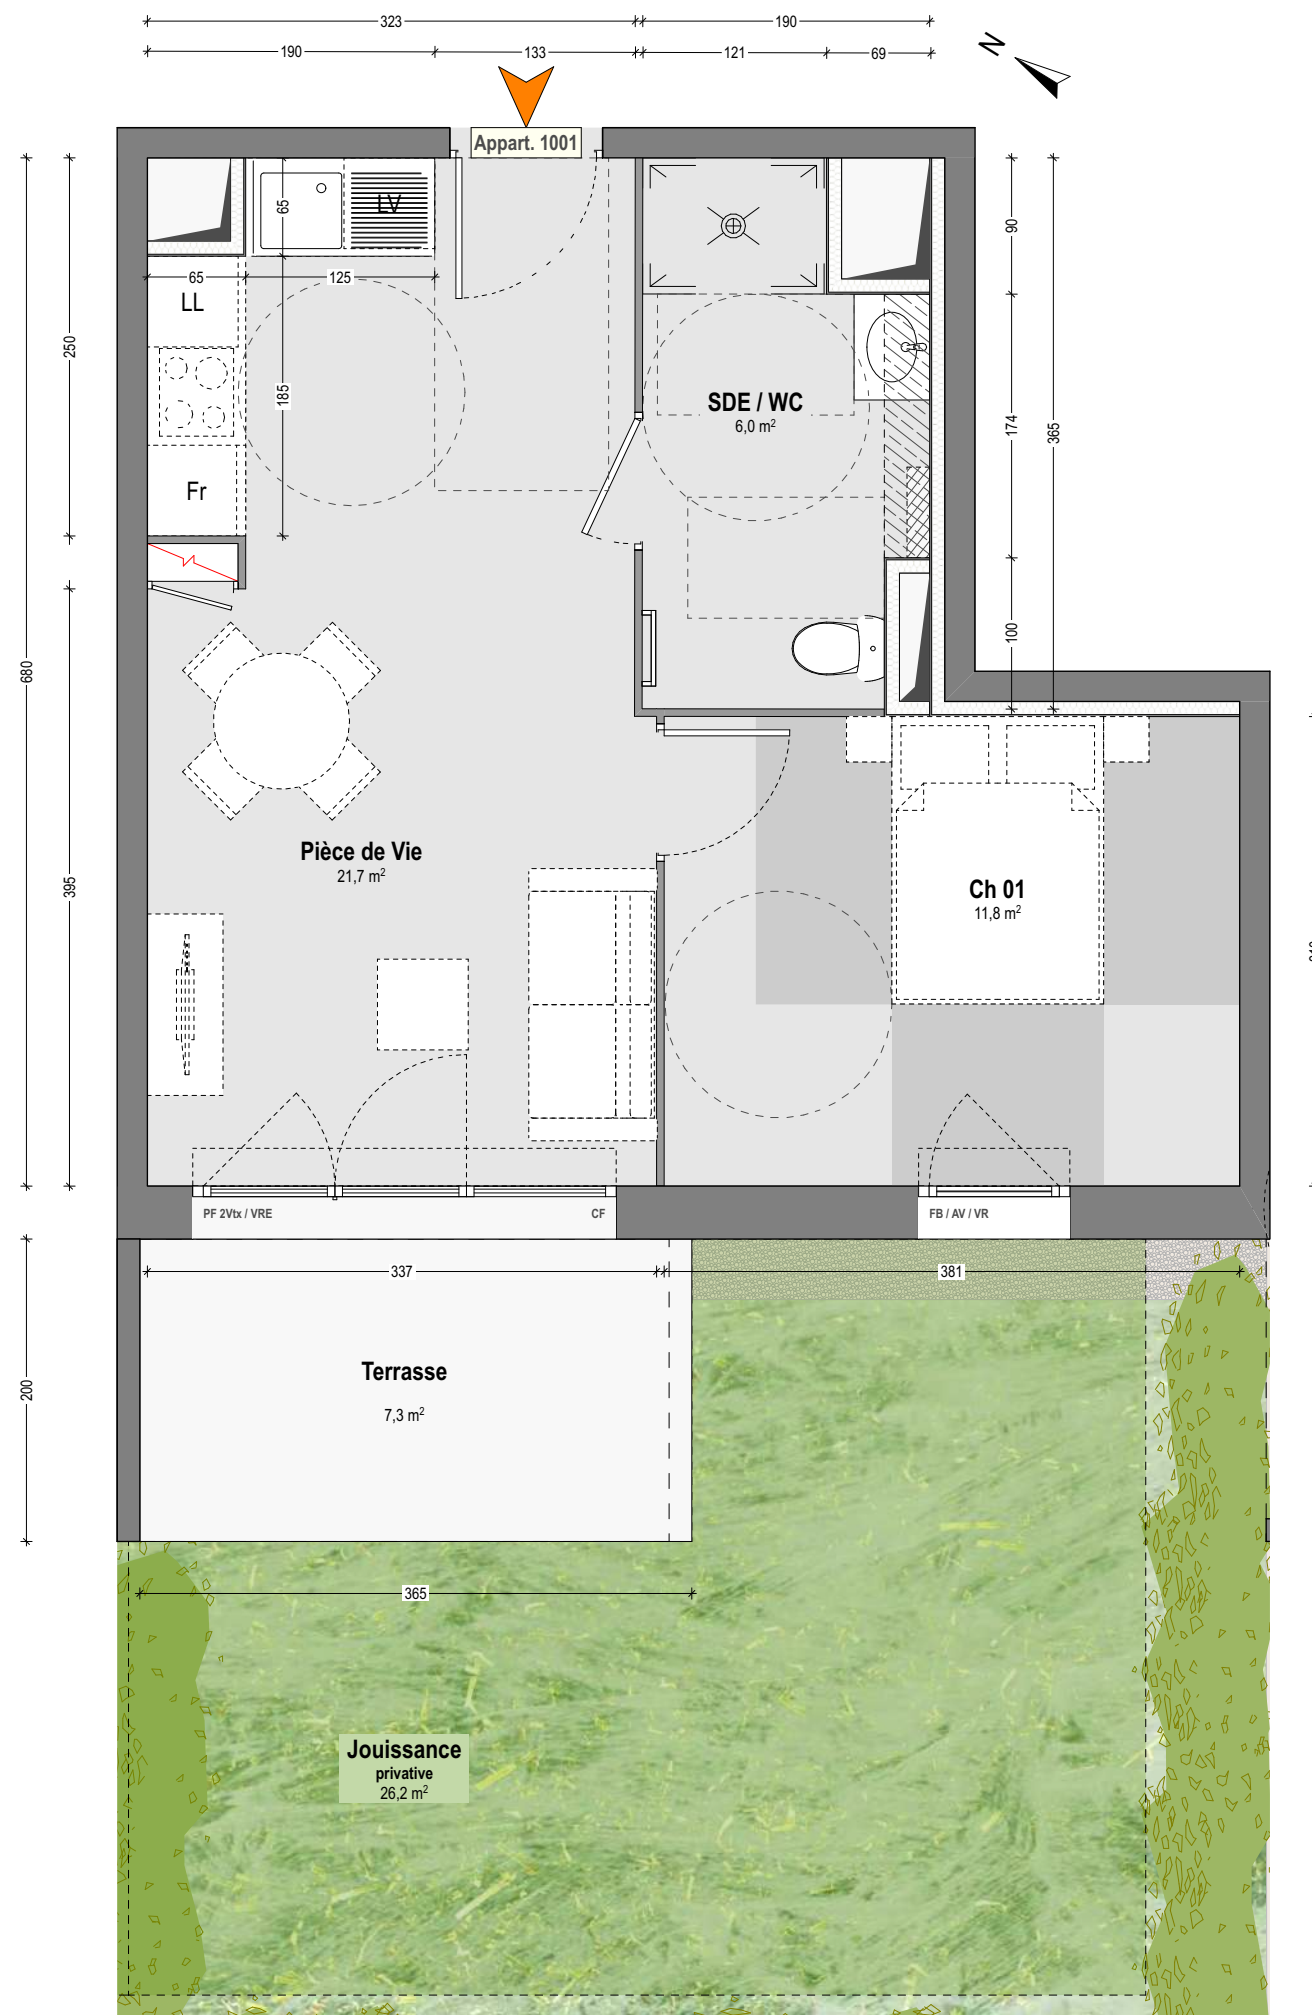 323
190
190
133
121
69
N
Appart. 1001
65
LV
90
65
125
LL
250
185
SDE / WC
6,0 m²
174
365
Fr
100
680
Pièce de Vie
21,7 m²
395
Ch 01
11,8 m²
PF 2Vtx / VRE
CF
FB / AV / VR
337
381
Terrasse
7,3 m²
200
365
Jouissance
privative
26,2 m²